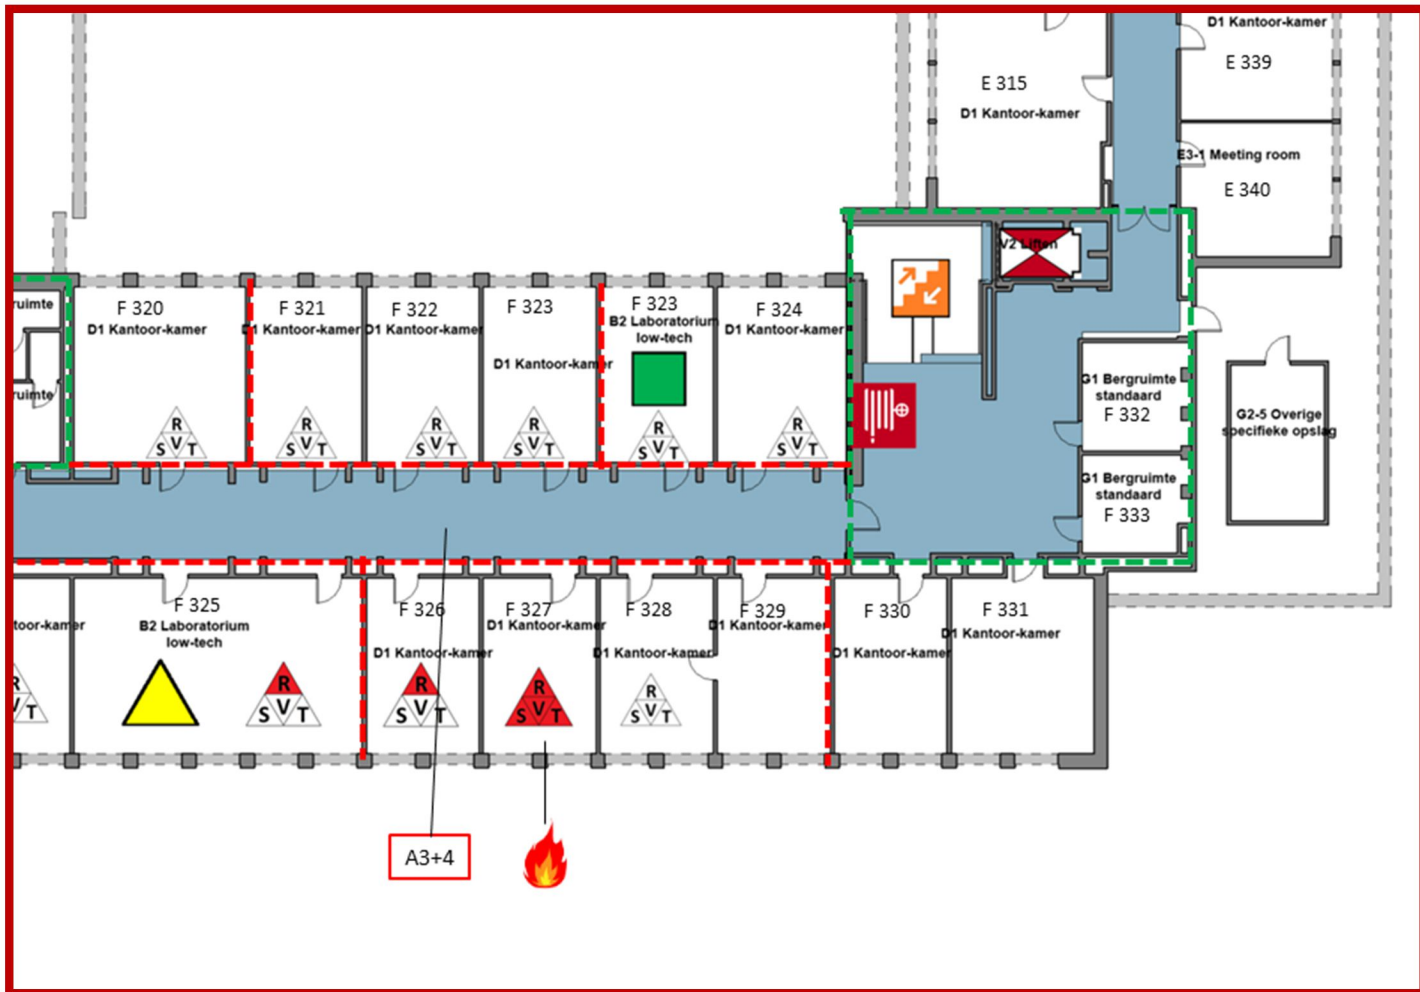 D1 Kantoor-kamer
E 339
E 315
D1 Kantoor-kamer
E3-1 Meeting room
E 340
V2 Liften
ruimte
F 320
D1 Kantoor-kamer
F 321
D1 Kantoor-kamer
F 322
D1 Kantoor-kamer
F 323
D1 Kantoor-kamer
F 323
B2 Laboratorium
low-tech
F 324
D1 Kantoor-kamer
ruimte
R
S V T
R
S V T
R
S V T
R
S V T
R
S V T
R
S V T
G1 Bergruimte
standaard
F 332
G2-5 Overige
specifieke opslag
G1 Bergruimte
standaard
F 333
toor-kamer
R
V T
F 325
B2 Laboratorium
low-tech
R
S V T
F 326
D1 Kantoor-kamer
R
S V T
F 327
D1 Kantoor-kamer
R
S V T
F 328
D1 Kantoor-kamer
R
S V T
F 329
D1 Kantoor-kamer
F 330
D1 Kantoor-kamer
F 331
D1 Kantoor-kamer
A3+4